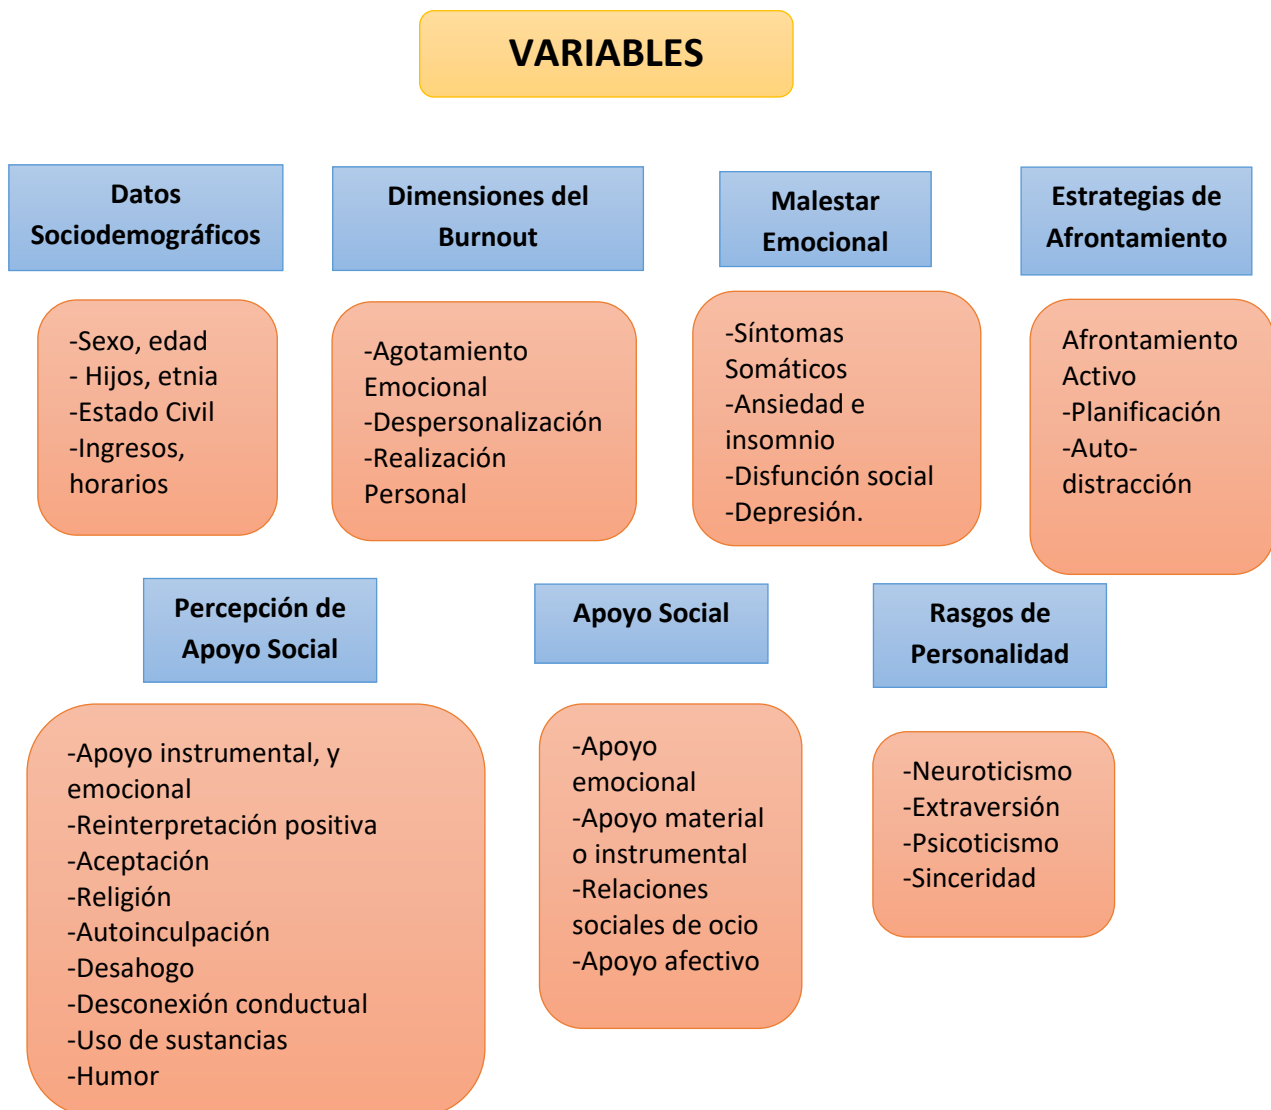 VARIABLES
Datos
Sociodemográficos
-Sexo, edad
- Hijos, etnia
-Estado Civil
-Ingresos,
horarios
Dimensiones del
Burnout
-Agotamiento
Emocional
-Despersonalización
-Realización
Personal
Malestar
Emocional
-Síntomas
Somáticos
-Ansiedad e
insomnio
-Disfunción social
-Depresión.
Estrategias de
Afrontamiento
Afrontamiento
Activo
-Planificación
-Auto-
distracción
Percepción de
Apoyo Social
-Apoyo instrumental, y
emocional
-Reinterpretación positiva
-Aceptación
-Religión
-Autoinculpación
-Desahogo
-Desconexión conductual
-Uso de sustancias
-Humor
Apoyo Social
-Apoyo
emocional
-Apoyo material
o instrumental
-Relaciones
sociales de ocio
-Apoyo afectivo
Rasgos de
Personalidad
-Neuroticismo
-Extraversión
-Psicoticismo
-Sinceridad